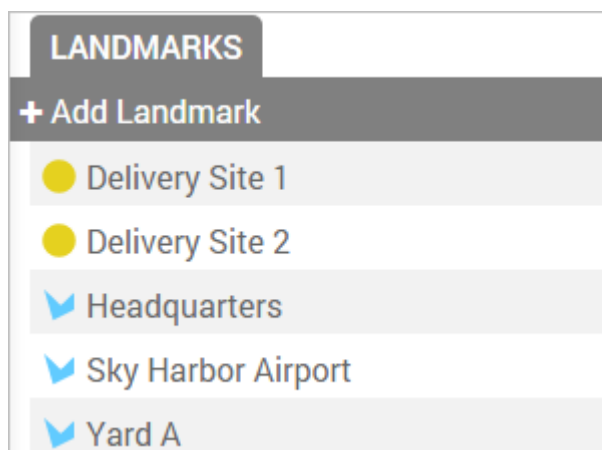 LANDMARKS
+ Add Landmark
Delivery Site 1
Delivery Site 2
Headquarters
Sky Harbor Airport
Yard A